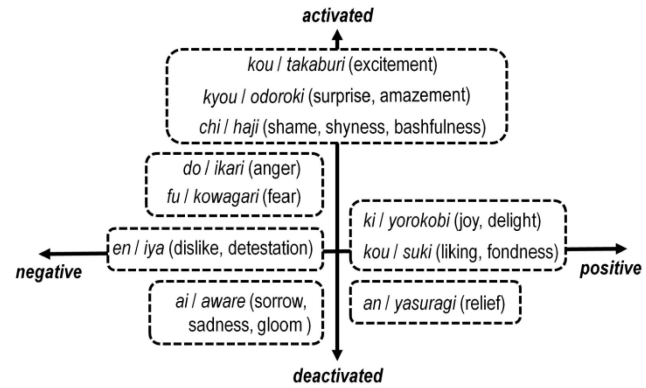 activated
kou / takaburi (excitement)
kyou / odoroki (surprise, amazement)
chi / haji (shame, shyness, bashfulness)
do / ikari (anger)
fu / kowagari (fear)
ki / yorokobi (joy, delight)
kou / suki (liking, fondness)
en / iya (dislike, detestation)
negative
positive
ai / aware (sorrow,
sadness, gloom )
an / yasuragi (relief)
deactivated